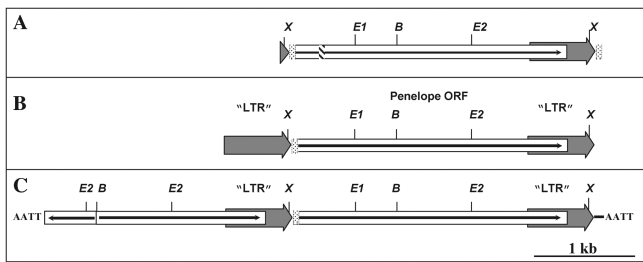 A
X E1 B E2 X
B
Penelope ORF
"LTR" X E1 B E2 "LTR" X
C
E2 B E2 "LTR" X E1 B E2 "LTR" X
AATT AATT
1 kb